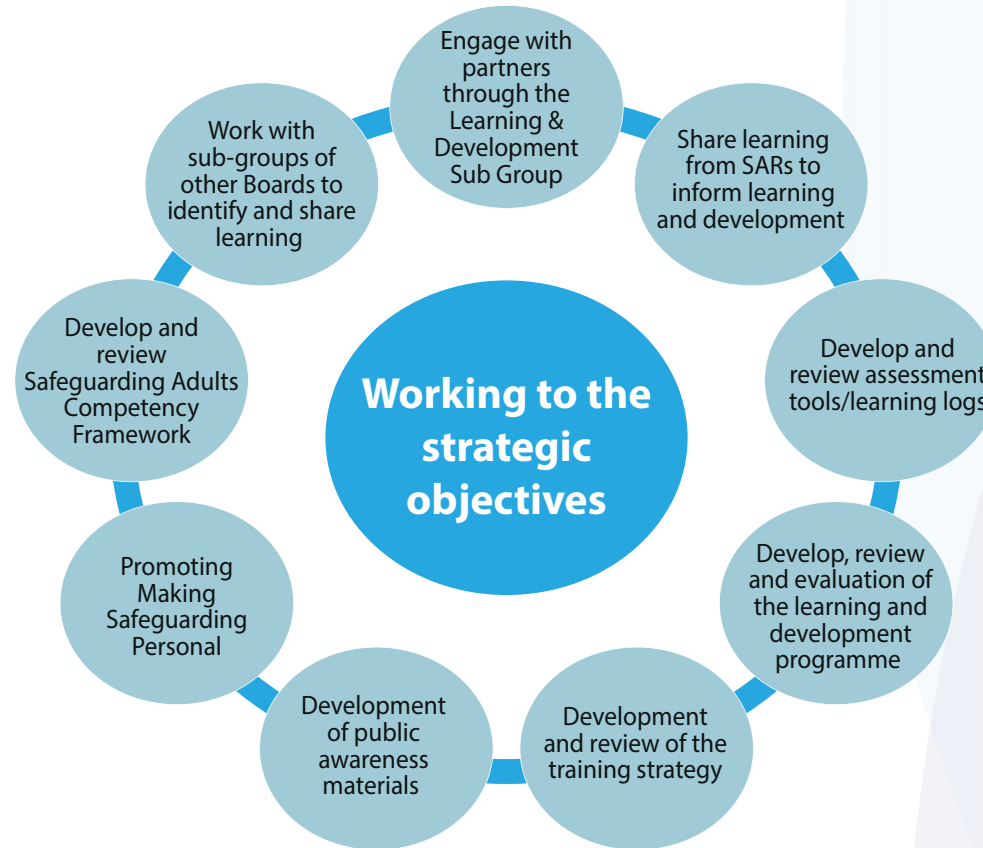 Engage with
partners
through the
Learning &
Development
Sub Group
Share learning
from SARs to
inform learning
and development
Develop and
review assessment
tools/learning logs
Develop, review
and evaluation of
the learning and
development
programme
Development
and review of the
training strategy
Development
of public
awareness
materials
Promoting
Making
Safeguarding
Personal
Develop and
review
Safeguarding Adults
Competency
Framework
Work with
sub-groups of
other Boards to
identify and share
learning
Working to the
strategic
objectives